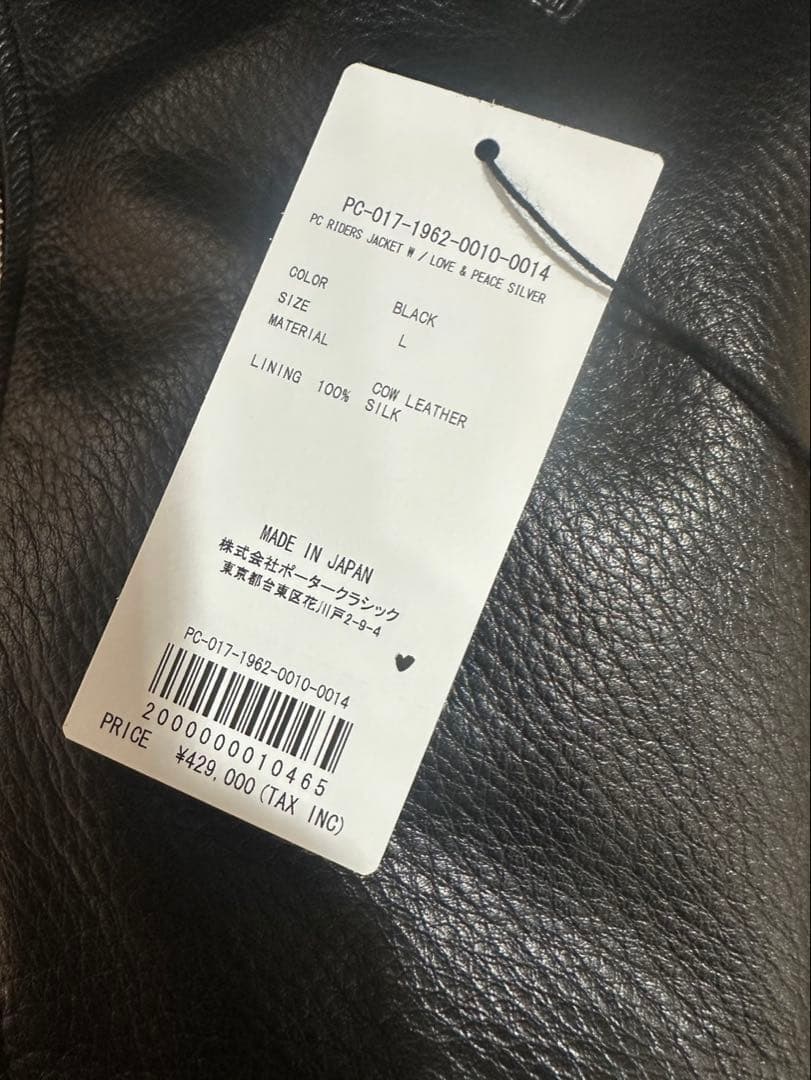 PC-017-1962-0010-0014
PC RIDERS JACKET W / LOVE & PEACE SILVER
COLOR BLACK
SIZE L
MATERIAL COW LEATHER
LINING 100% SILK
MADE IN JAPAN
株式会社ポータークラシック
東京都台東区花川戸2-9-4
PC-017-1962-0010-0014
2000000010465
PRICE ¥429,000(TAX INC)